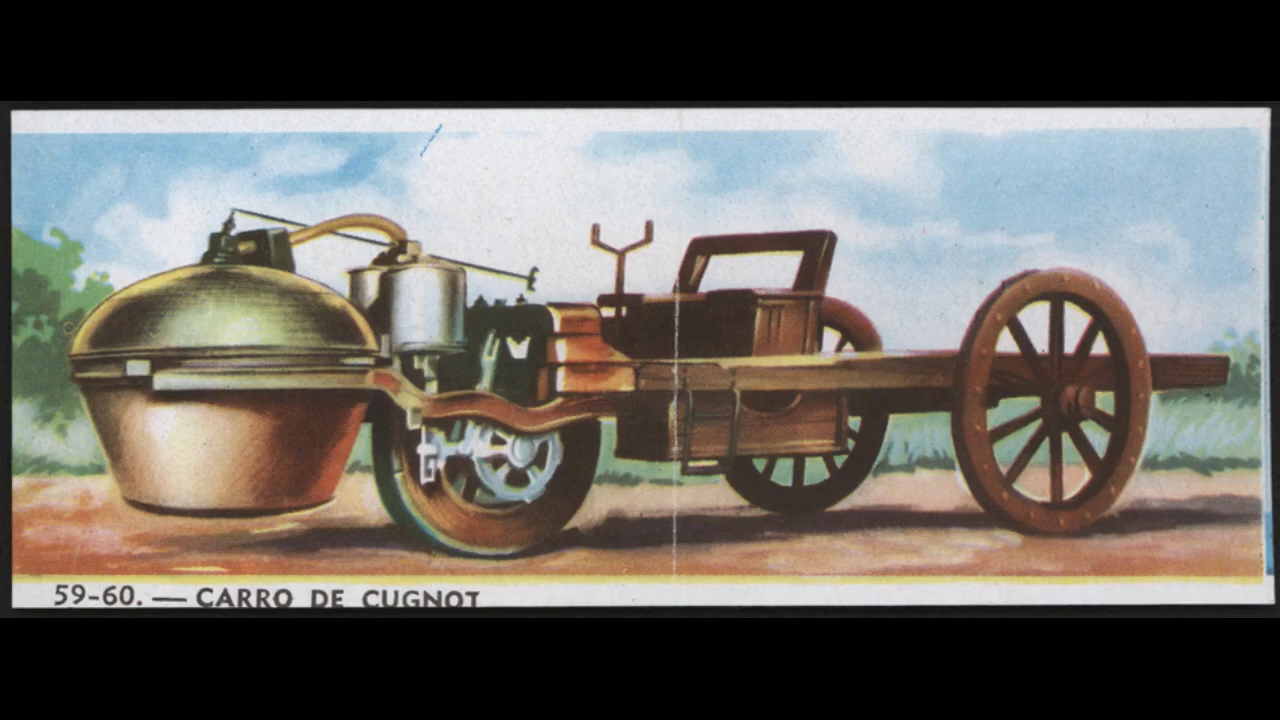 59-60. — CARRO DE CUGNOT